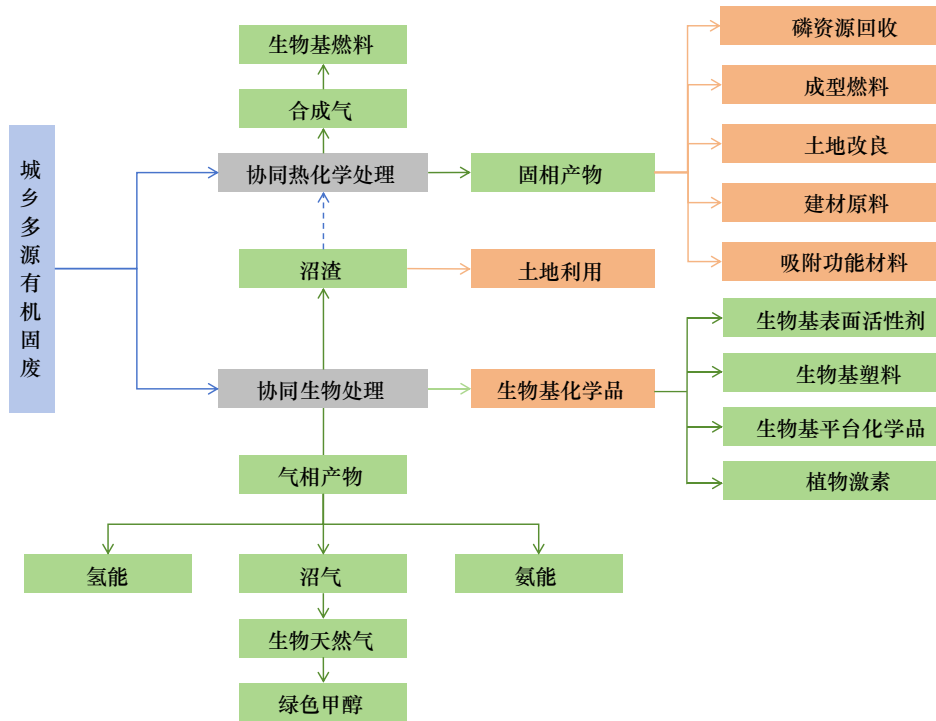 城乡多源有机固废
生物基燃料
合成气
协同热化学处理
固相产物
磷资源回收
成型燃料
土地改良
建材原料
吸附功能材料
沼渣
土地利用
协同生物处理
生物基化学品
生物基表面活性剂
生物基塑料
生物基平台化学品
植物激素
气相产物
氢能
沼气
氨能
生物天然气
绿色甲醇